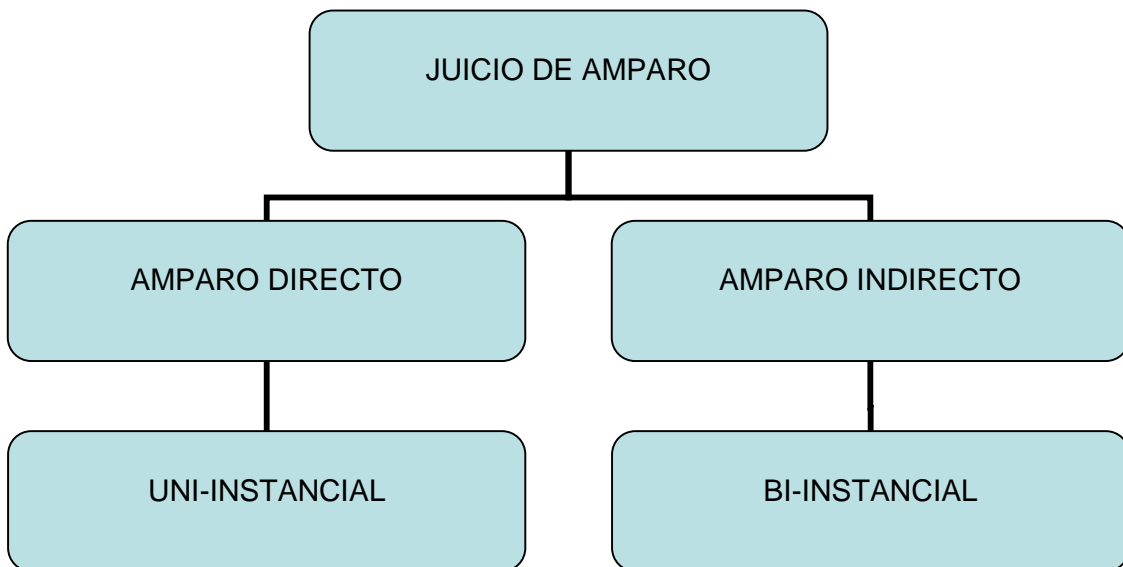 JUICIO DE AMPARO
AMPARO DIRECTO
AMPARO INDIRECTO
UNI-INSTANCIAL
BI-INSTANCIAL